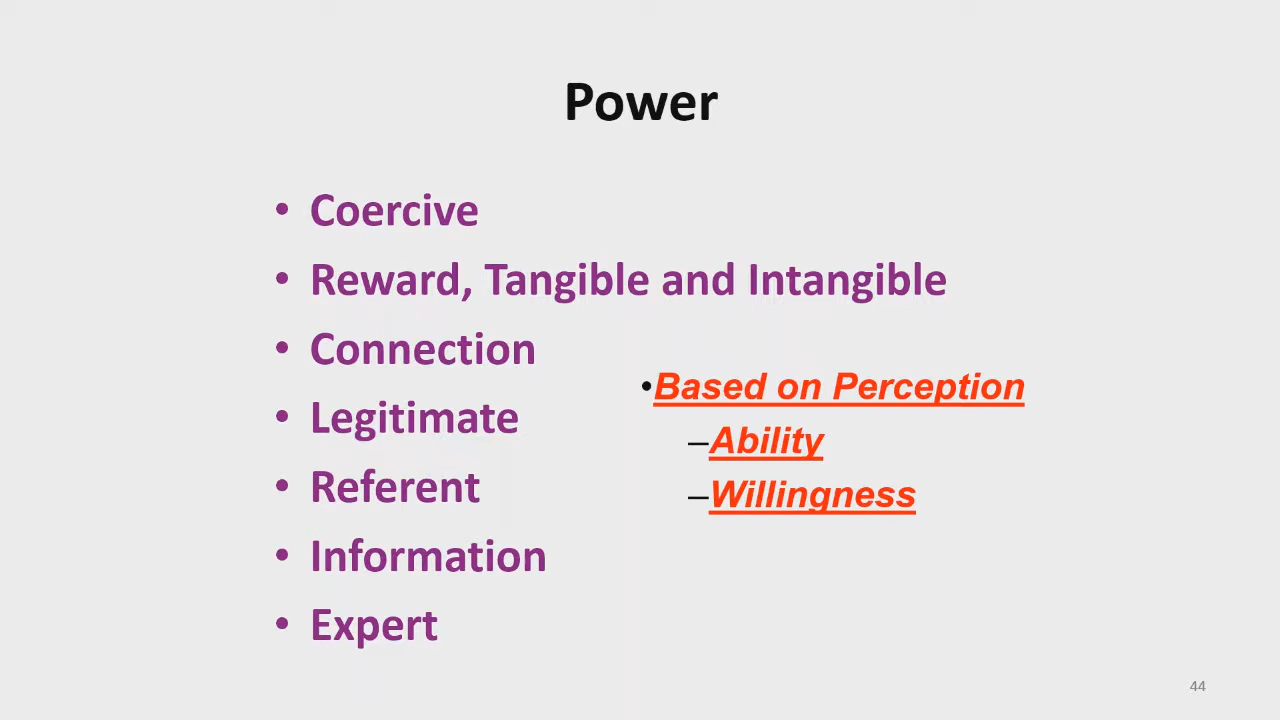 Power
• Coercive
• Reward, Tangible and Intangible
• Connection
• Legitimate
• Referent
• Information
• Expert
•Based on Perception
–Ability
–Willingness
44